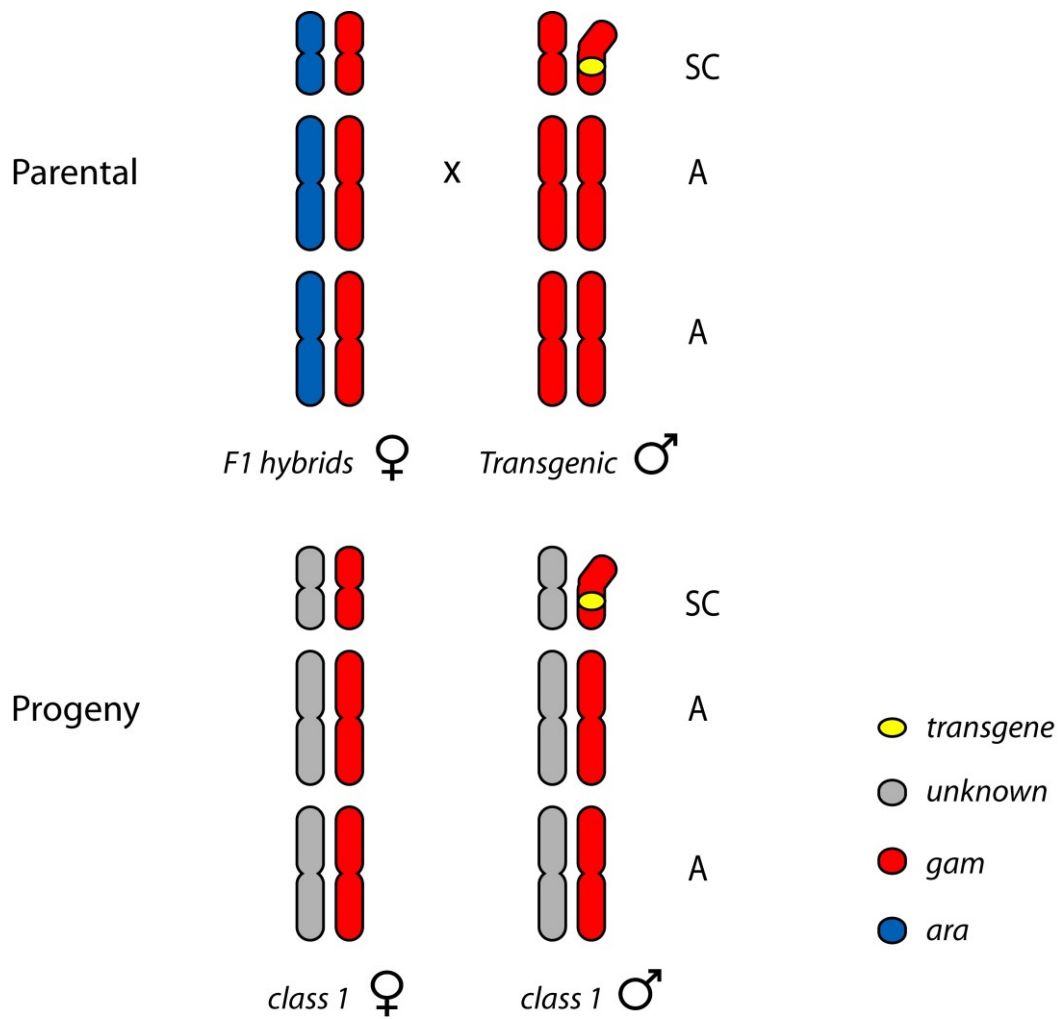 SC
Parental
x
A
A
F1 hybrids ♀
Transgenic ♂
SC
Progeny
A
A
class 1 ♀
class 1 ♂
transgene
unknown
gam
ara